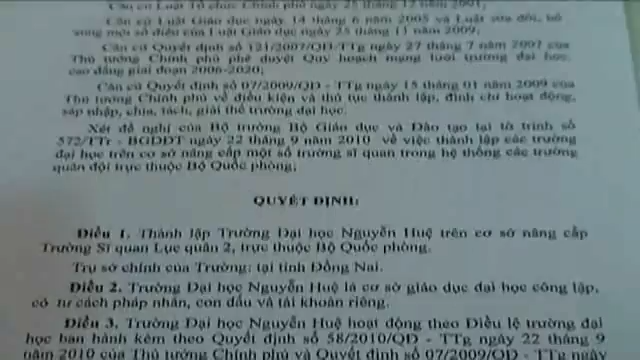 Căn cứ Luật Tổ chức Chính phủ ngày 25 tháng 12 năm 2001;
Căn cứ Luật Giáo dục ngày 14 tháng 6 năm 2005 và Luật sửa đổi, bổ
sung một số điều của Luật Giáo dục ngày 25 tháng 11 năm 2009;
Căn cứ Quyết định số 121/2007/QĐ-TTg ngày 27 tháng 7 năm 2007 của
Thủ tướng Chính phủ phê duyệt Quy hoạch mạng lưới trường đại học,
cao đẳng giai đoạn 2006-2020;
Căn cứ Quyết định số 07/2009/QĐ - TTg ngày 15 tháng 01 năm 2009 của
Thủ tướng Chính phủ về điều kiện và thủ tục thành lập, đình chỉ hoạt động,
sáp nhập, chia, tách, giải thể trường đại học.
Xét đề nghị của Bộ trưởng Bộ Giáo dục và Đào tạo tại tờ trình số
572/TTr - BGDĐT ngày 22 tháng 9 năm 2010 về việc thành lập các trường
đại học trên cơ sở nâng cấp một số trường sĩ quan trong hệ thống các trường
quân đội trực thuộc Bộ Quốc phòng,
QUYẾT ĐỊNH:
Điều 1. Thành lập Trường Đại học Nguyễn Huệ trên cơ sở nâng cấp
Trường Sĩ quan Lục quân 2, trực thuộc Bộ Quốc phòng.
Trụ sở chính của Trường: tại tỉnh Đồng Nai.
Điều 2. Trường Đại học Nguyễn Huệ là cơ sở giáo dục đại học công lập,
có tư cách pháp nhân, con dấu và tài khoản riêng.
Điều 3. Trường Đại học Nguyễn Huệ hoạt động theo Điều lệ trường đại
học ban hành kèm theo Quyết định số 58/2010/QĐ - TTg ngày 22 tháng 9
năm 2010 của Thủ tướng Chính phủ và Quyết định số 07/2009/QĐ - TTg